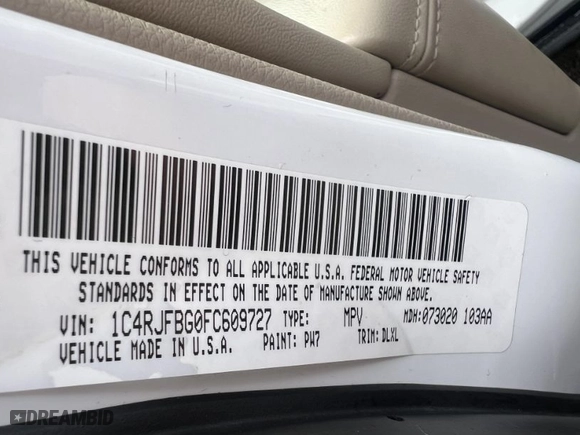 THIS VEHICLE CONFORMS TO ALL APPLICABLE U.S.A. FEDERAL MOTOR VEHICLE SAFETY
STANDARDS IN EFFECT ON THE DATE OF MANUFACTURE SHOWN ABOVE.
VIN: 1C4RJFBG0FC609727 TYPE: MPV MDH:073020 103AA
VEHICLE MADE IN U.S.A. PAINT: PW7 TRIM: DLXL
DREAMBID